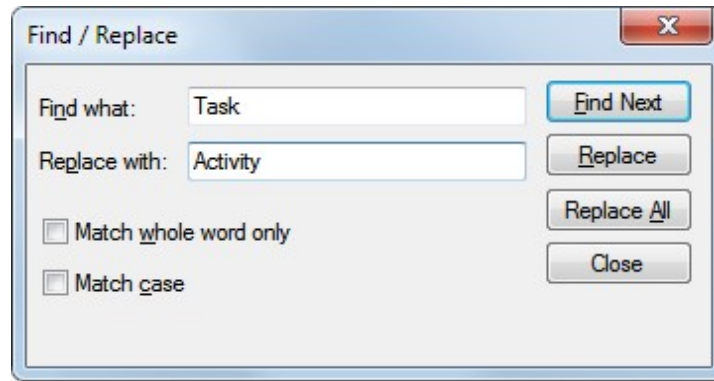 Find / Replace
Find what: Task Find Next
Replace with: Activity Replace
Replace All
Match whole word only
Close
Match case